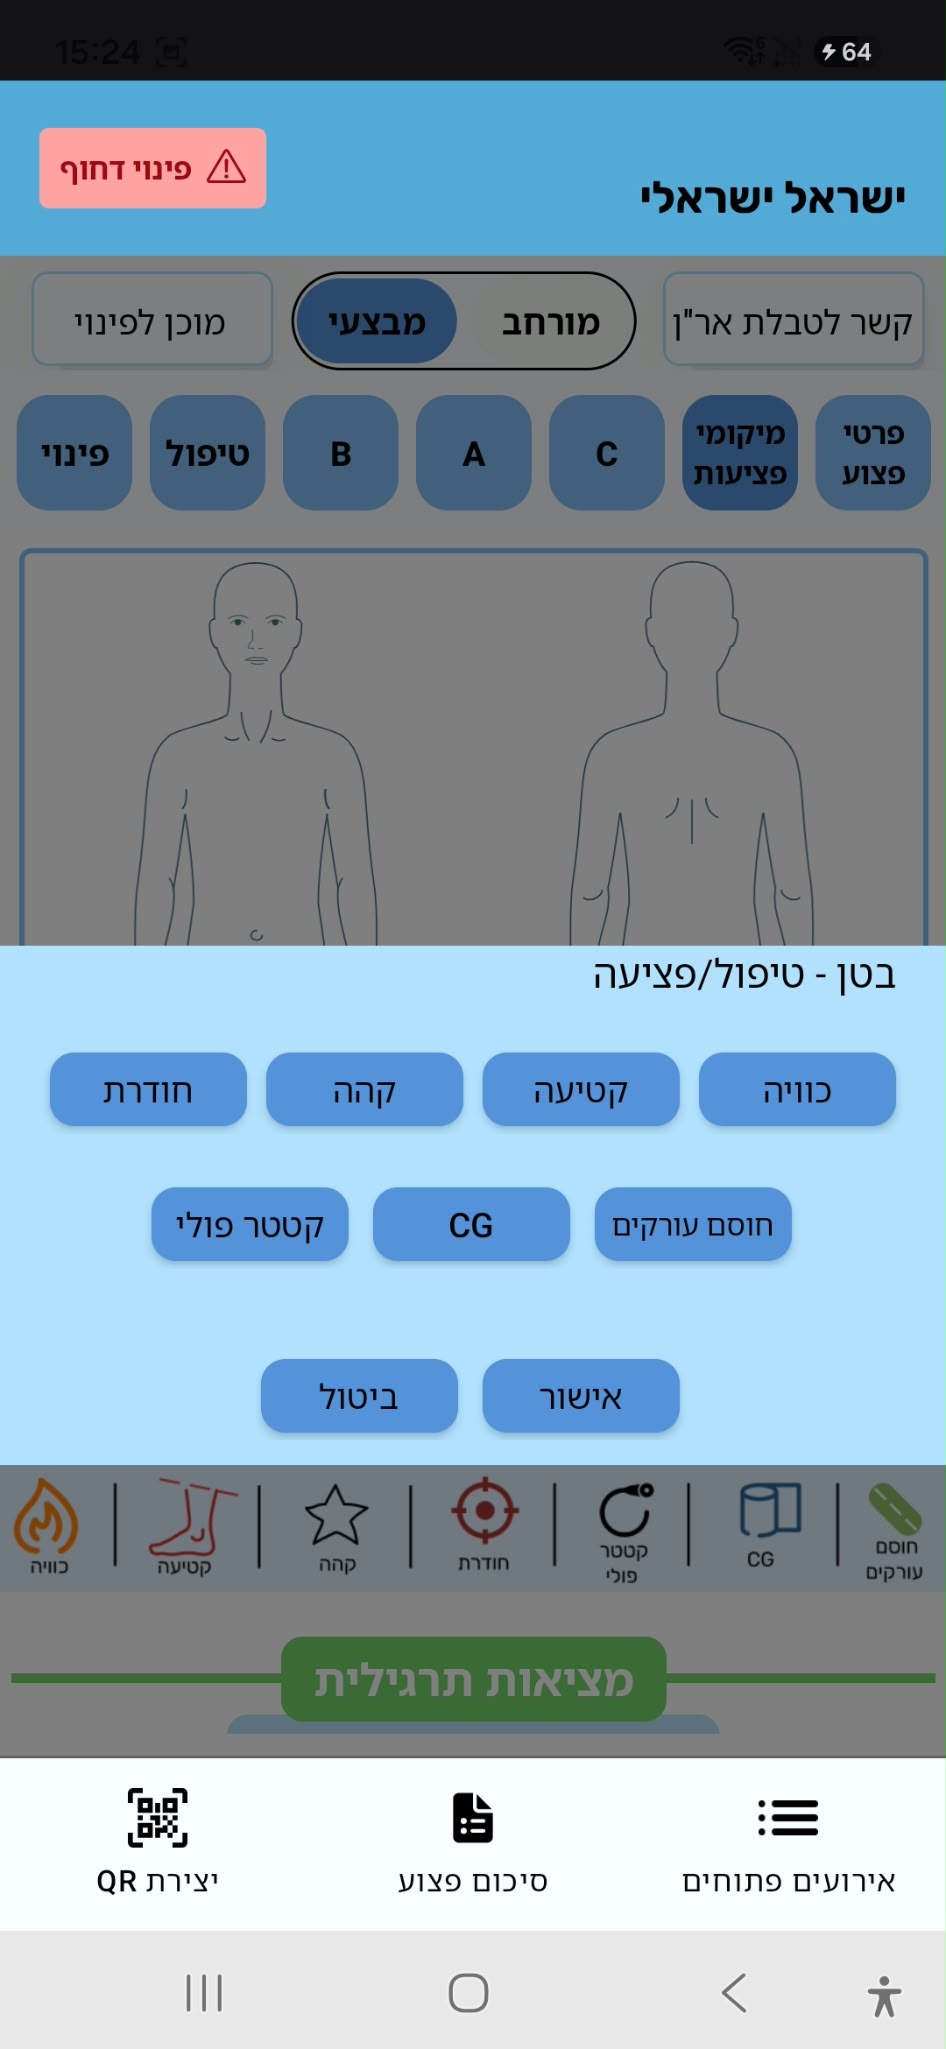 15:24
64
פינוי דחוף
ישראל ישראלי
קשר לטבלת אר"ן
מורחב
מבצעי
מוכן לפינוי
פרטי
פצוע
מיקומי
פציעות
C
A
B
טיפול
פינוי
בטן - טיפול/פציעה
כוויה
קטיעה
קהה
חודרת
חוסם עורקים
CG
קטטר פולי
אישור
ביטול
חוסם
עורקים
CG
קטטר
פולי
חודרת
קהה
קטיעה
כוויה
מציאות תרגילית
אירועים פתוחים
סיכום פצוע
יצירת QR